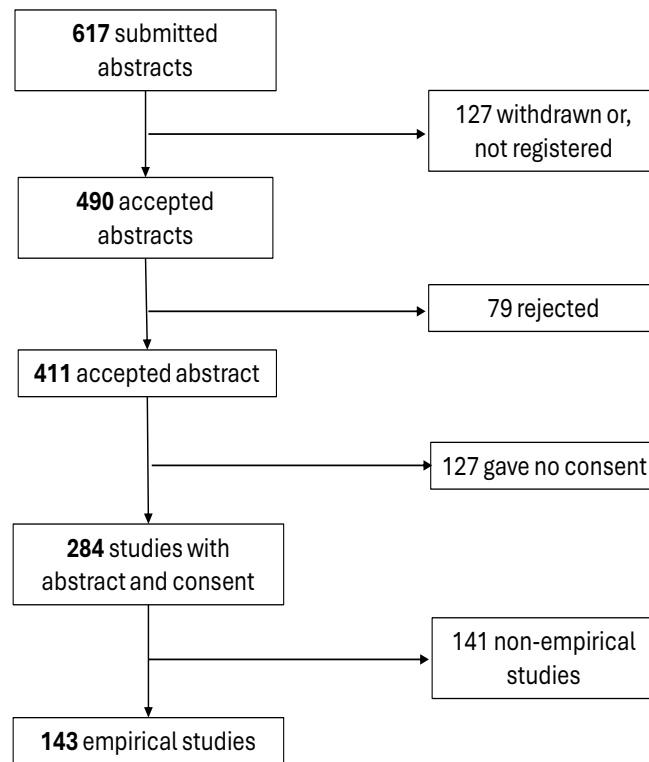 617 submitted
abstracts
127 withdrawn or,
not registered
490 accepted
abstracts
79 rejected
411 accepted abstract
127 gave no consent
284 studies with
abstract and consent
141 non-empirical
studies
143 empirical studies